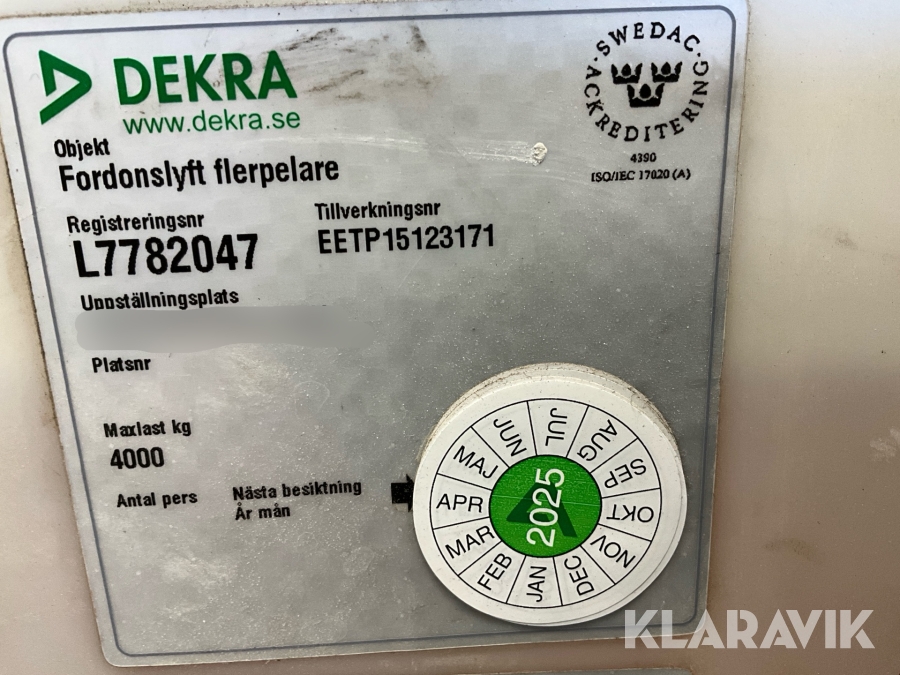 DEKRA
www.dekra.se
SWEDAC
ACKREDITERING
4390
ISO/IEC 17020 (A)
Objekt
Fordonslyft flerpelare
Registreringsnr
L7782047
Tillverkningsnr
EETP15123171
Uppställningsplats
Platsnr
Maxlast kg
4000
Antal pers
Nästa besiktning
År mån
JAN
FEB
MAR
APR
MAJ
JUN
JUL
AUG
SEP
OKT
NOV
DEC
2025
KLARAVIK